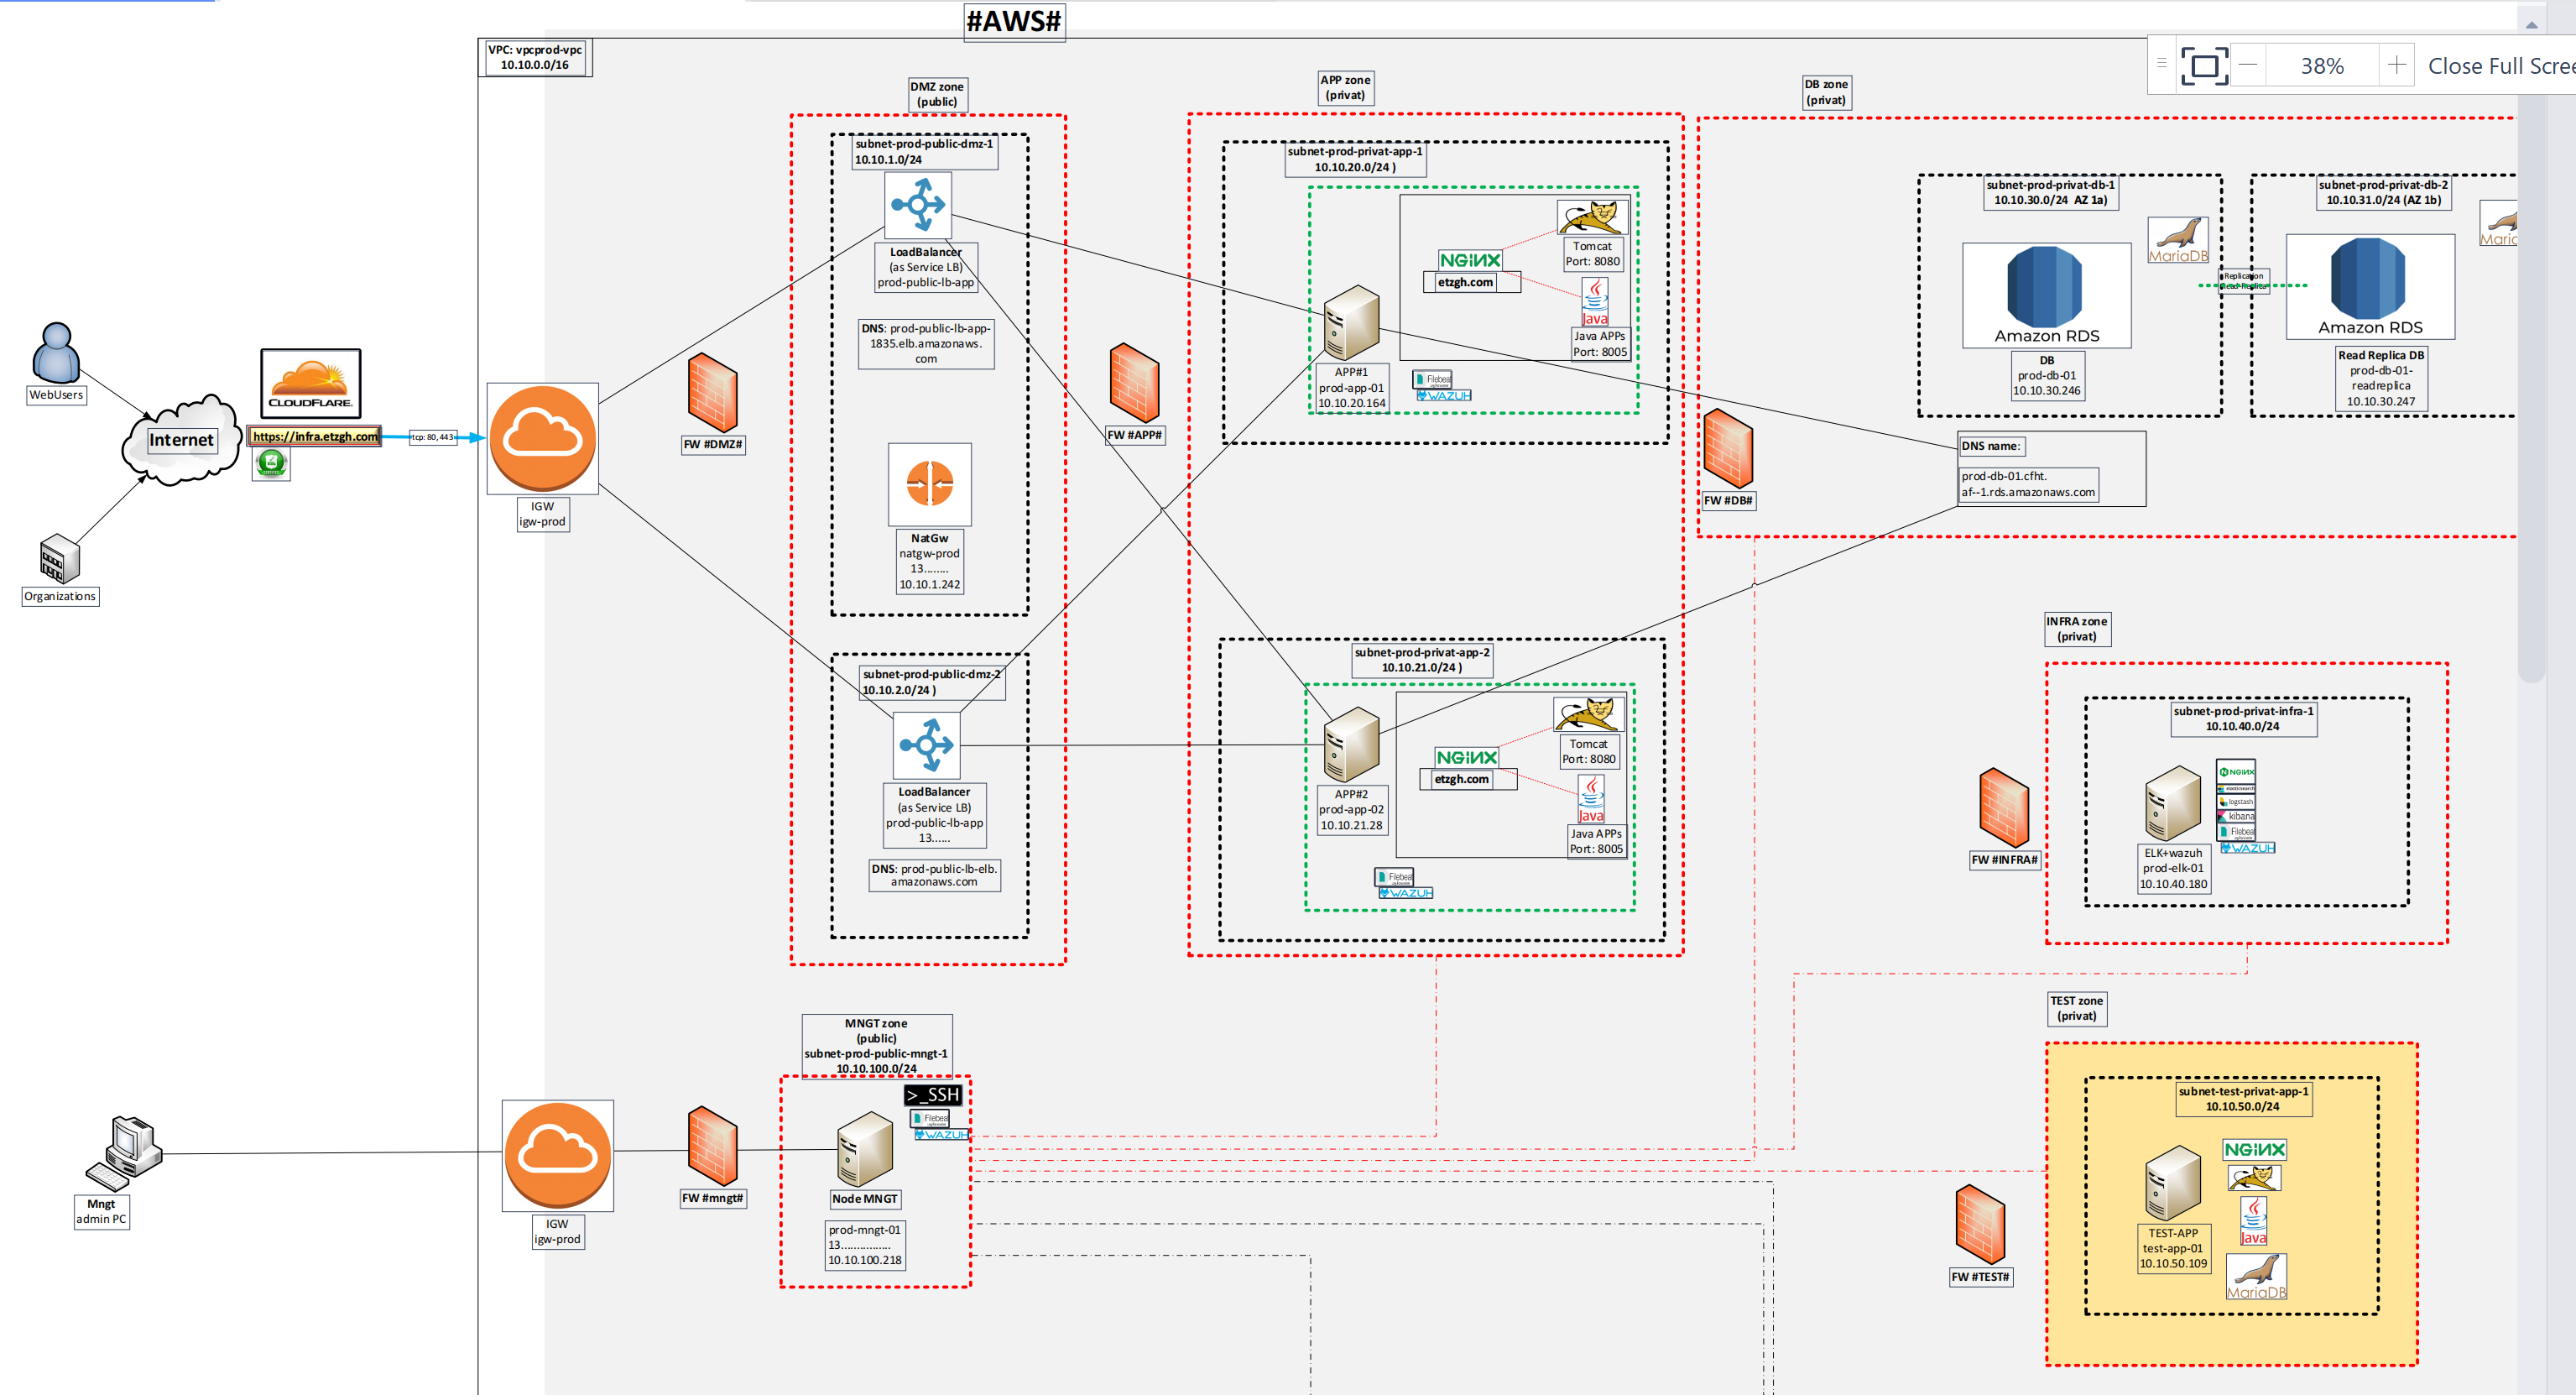 #AWS#
VPC: vpcprod-vpc
10.10.0.0/16
38%
Close Full Scree
DMZ zone
(public)
APP zone
(privat)
DB zone
(privat)
subnet-prod-public-dmz-1
10.10.1.0/24
LoadBalancer
(as Service LB)
prod-public-lb-app
DNS: prod-public-lb-app-
1835.elb.amazonaws.
com
NatGw
natgw-prod
13........
10.10.1.242
subnet-prod-public-dmz-2
10.10.2.0/24 )
LoadBalancer
(as Service LB)
prod-public-lb-app
13......
DNS: prod-public-lb-elb.
amazonaws.com
subnet-prod-privat-app-1
10.10.20.0/24 )
NGINX
etzgh.com
Tomcat
Port: 8080
Java
Java APPs
Port: 8005
APP#1
prod-app-01
10.10.20.164
Filebeat
WAZUH
subnet-prod-privat-app-2
10.10.21.0/24 )
NGINX
etzgh.com
Tomcat
Port: 8080
Java
Java APPs
Port: 8005
APP#2
prod-app-02
10.10.21.28
Filebeat
WAZUH
subnet-prod-privat-db-1
10.10.30.0/24 AZ 1a)
MariaDB
Amazon RDS
DB
prod-db-01
10.10.30.246
Replication
Read-Replica
subnet-prod-privat-db-2
10.10.31.0/24 (AZ 1b)
Maria
Amazon RDS
Read Replica DB
prod-db-01-
readreplica
10.10.30.247
DNS name:
prod-db-01.cfht.
af--1.rds.amazonaws.com
WebUsers
Internet
Organizations
CLOUDFLARE
https://infra.etzgh.com
tcp: 80, 443
IGW
igw-prod
FW #DMZ#
FW #APP#
FW #DB#
INFRA zone
(privat)
subnet-prod-privat-infra-1
10.10.40.0/24
NGINX
elasticsearch
logstash
kibana
Filebeat
WAZUH
ELK+wazuh
prod-elk-01
10.10.40.180
FW #INFRA#
TEST zone
(privat)
subnet-test-privat-app-1
10.10.50.0/24
NGINX
Java
MariaDB
TEST-APP
test-app-01
10.10.50.109
FW #TEST#
MNGT zone
(public)
subnet-prod-public-mngt-1
10.10.100.0/24
>_SSH
Filebeat
WAZUH
Node MNGT
prod-mngt-01
13................
10.10.100.218
FW #mngt#
IGW
igw-prod
Mngt
admin PC